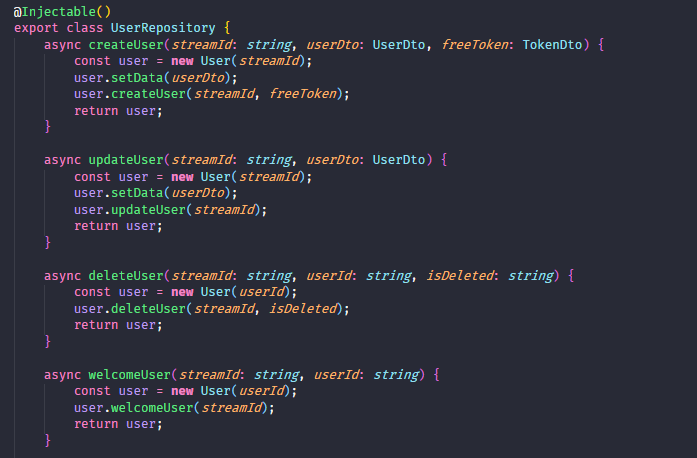 @Injectable()
export class UserRepository {
    async createUser(streamId: string, userDto: UserDto, freeToken: TokenDto) {
        const user = new User(streamId);
        user.setData(userDto);
        user.createUser(streamId, freeToken);
        return user;
    }

    async updateUser(streamId: string, userDto: UserDto) {
        const user = new User(streamId);
        user.setData(userDto);
        user.updateUser(streamId);
        return user;
    }

    async deleteUser(streamId: string, userId: string, isDeleted: string) {
        const user = new User(userId);
        user.deleteUser(streamId, isDeleted);
        return user;
    }

    async welcomeUser(streamId: string, userId: string) {
        const user = new User(userId);
        user.welcomeUser(streamId);
        return user;
    }